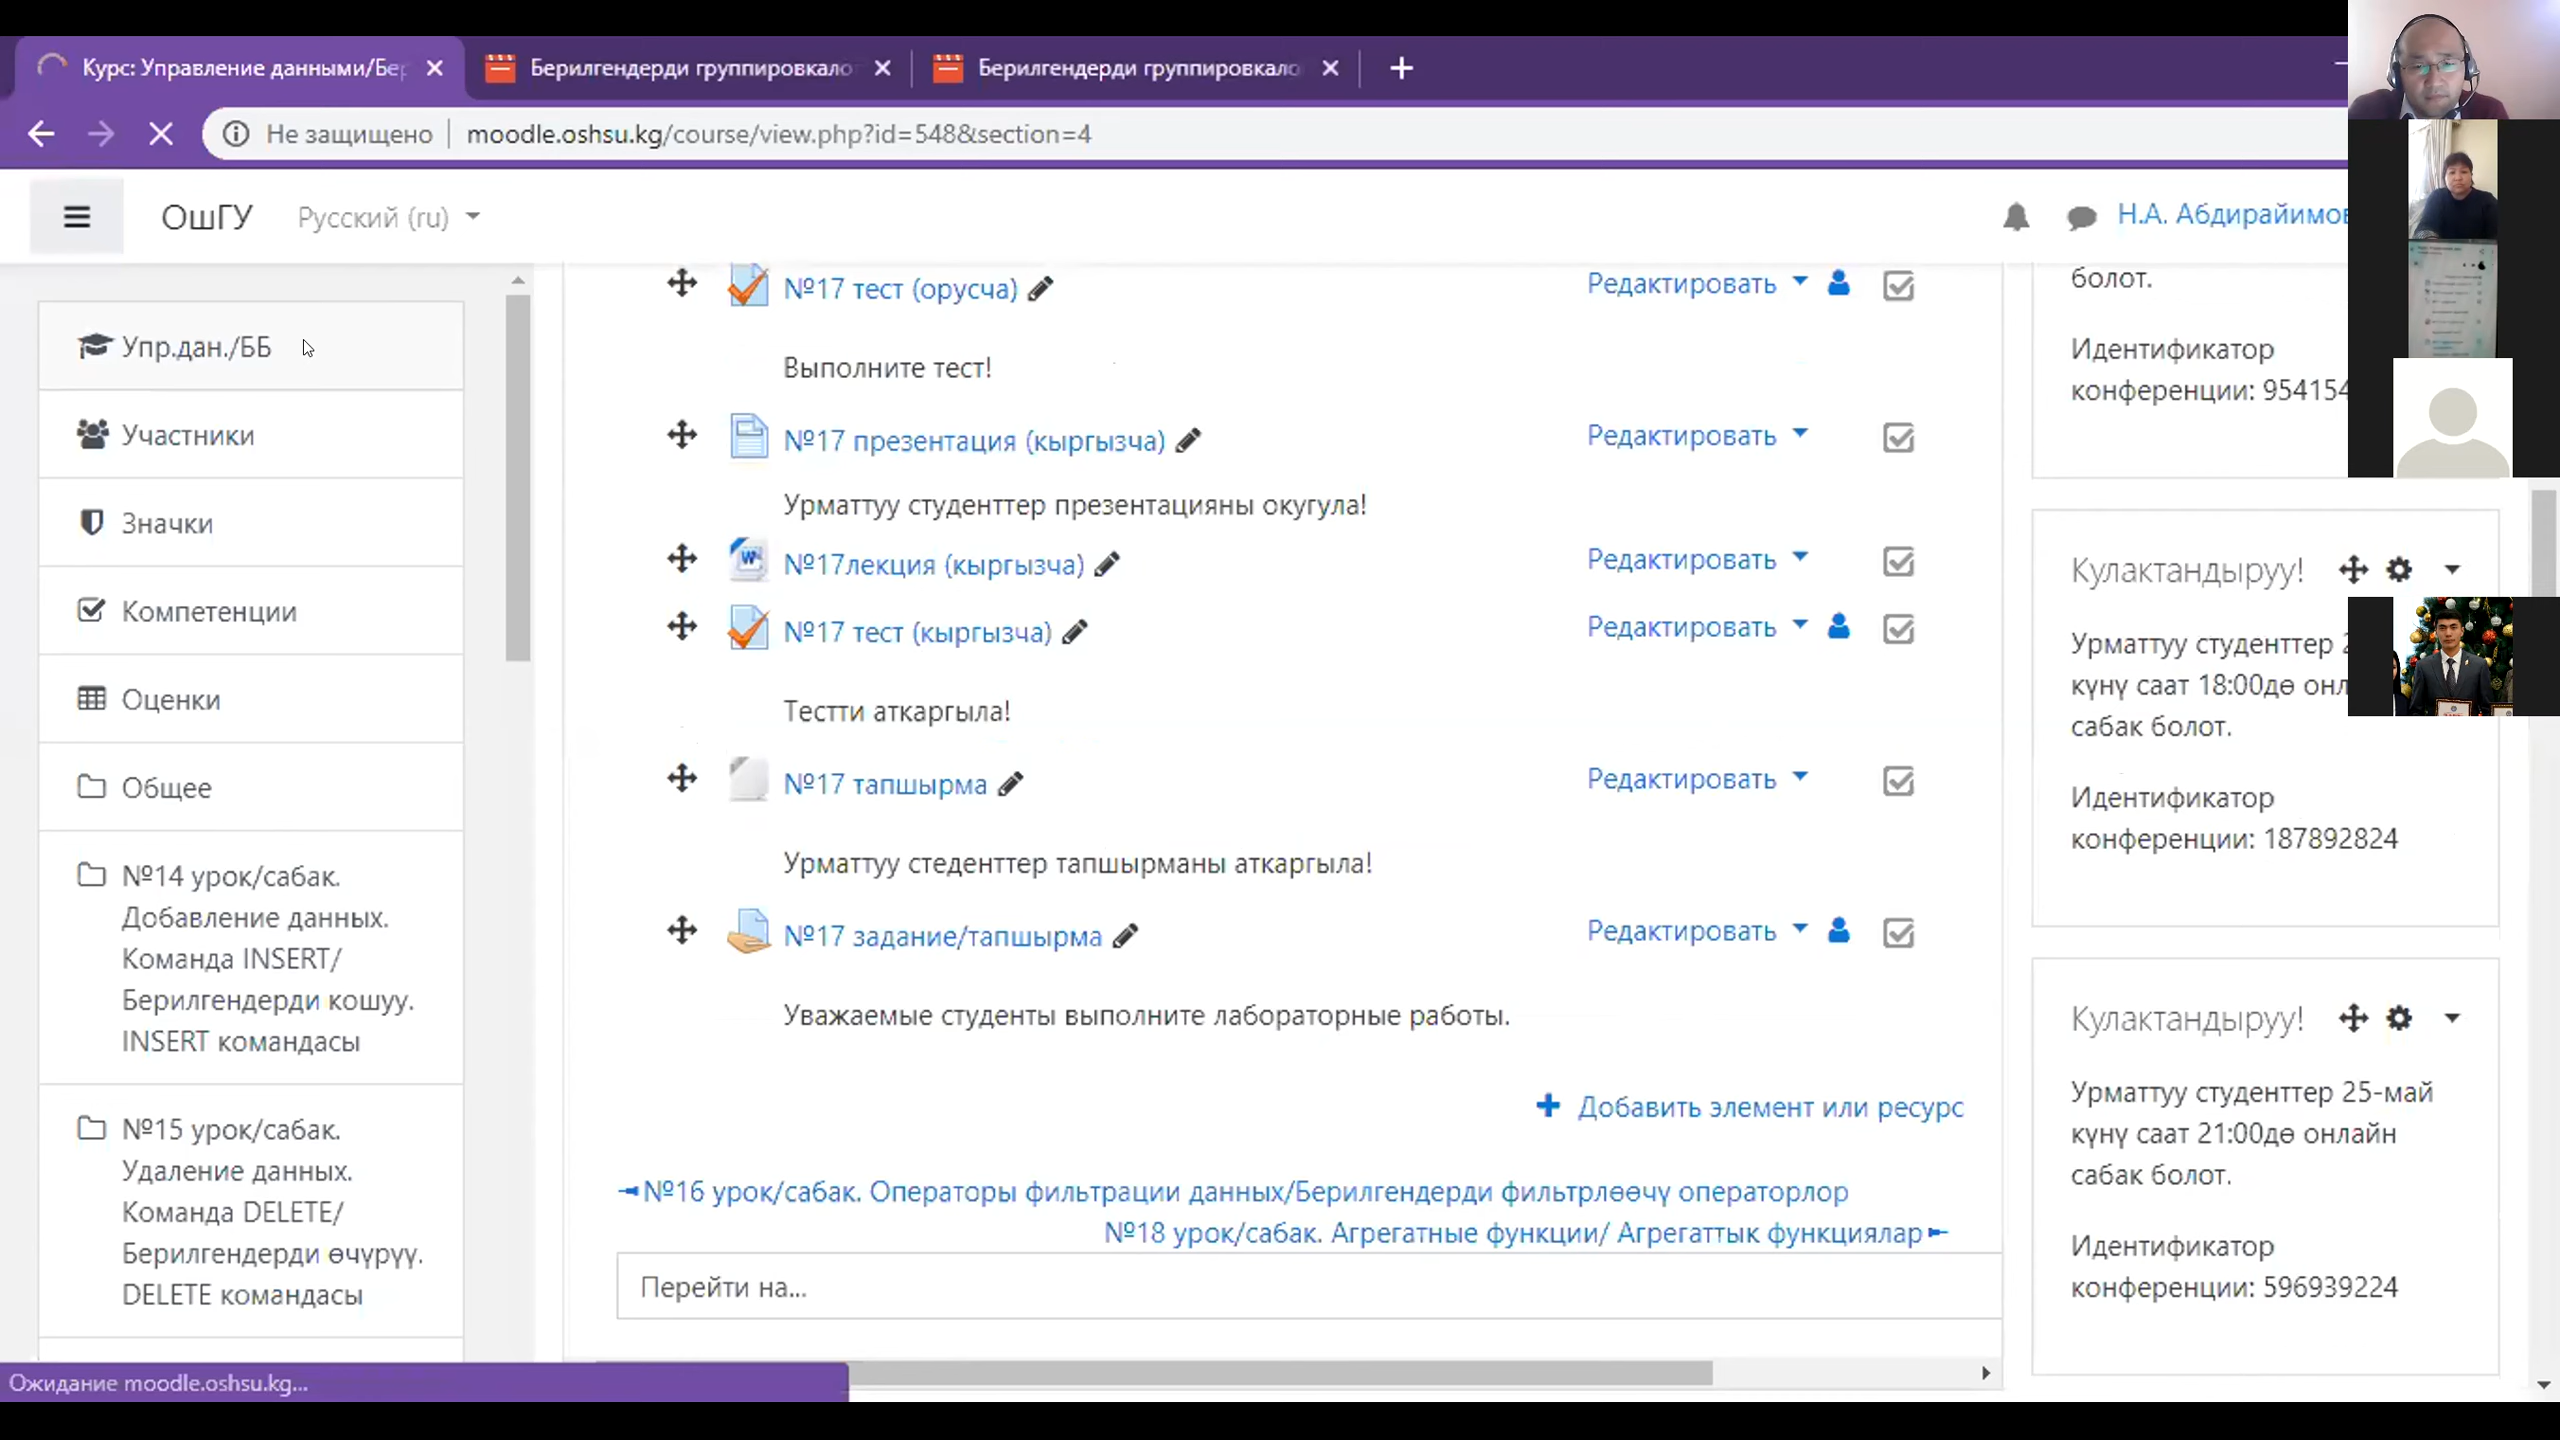 Курс: Управление данными/Бер
Берилгендерди группировкало
Берилгендерди группировкало
Не защищено
moodle.oshsu.kg/course/view.php?id=548&section=4
ОшГУ
Русский (ru)
Н.А. Абдирайимов
Упр.дан./ББ
Участники
Значки
Компетенции
Оценки
Общее
№14 урок/сабак.
Добавление данных.
Команда INSERT/
Берилгендерди кошуу.
INSERT командасы
№15 урок/сабак.
Удаление данных.
Команда DELETE/
Берилгендерди өчүрүү.
DELETE командасы
№17 тест (орусча)
Редактировать
Выполните тест!
№17 презентация (кыргызча)
Редактировать
Урматтуу студенттер презентацияны окугула!
№17лекция (кыргызча)
Редактировать
№17 тест (кыргызча)
Редактировать
Тестти аткаргыла!
№17 тапшырма
Редактировать
Урматтуу стеденттер тапшырманы аткаргыла!
№17 задание/тапшырма
Редактировать
Уважаемые студенты выполните лабораторные работы.
Добавить элемент или ресурс
№16 урок/сабак. Операторы фильтрации данных/Берилгендерди фильтрлөөчү операторлор
№18 урок/сабак. Агрегатные функции/ Агрегаттык функциялар
Перейти на...
болот.
Идентификатор
конференции: 954154
Кулактандыруу!
Урматтуу студенттер 2
күнү саат 18:00дө онл
сабак болот.
Идентификатор
конференции: 187892824
Кулактандыруу!
Урматтуу студенттер 25-май
күнү саат 21:00дө онлайн
сабак болот.
Идентификатор
конференции: 596939224
Ожидание moodle.oshsu.kg...